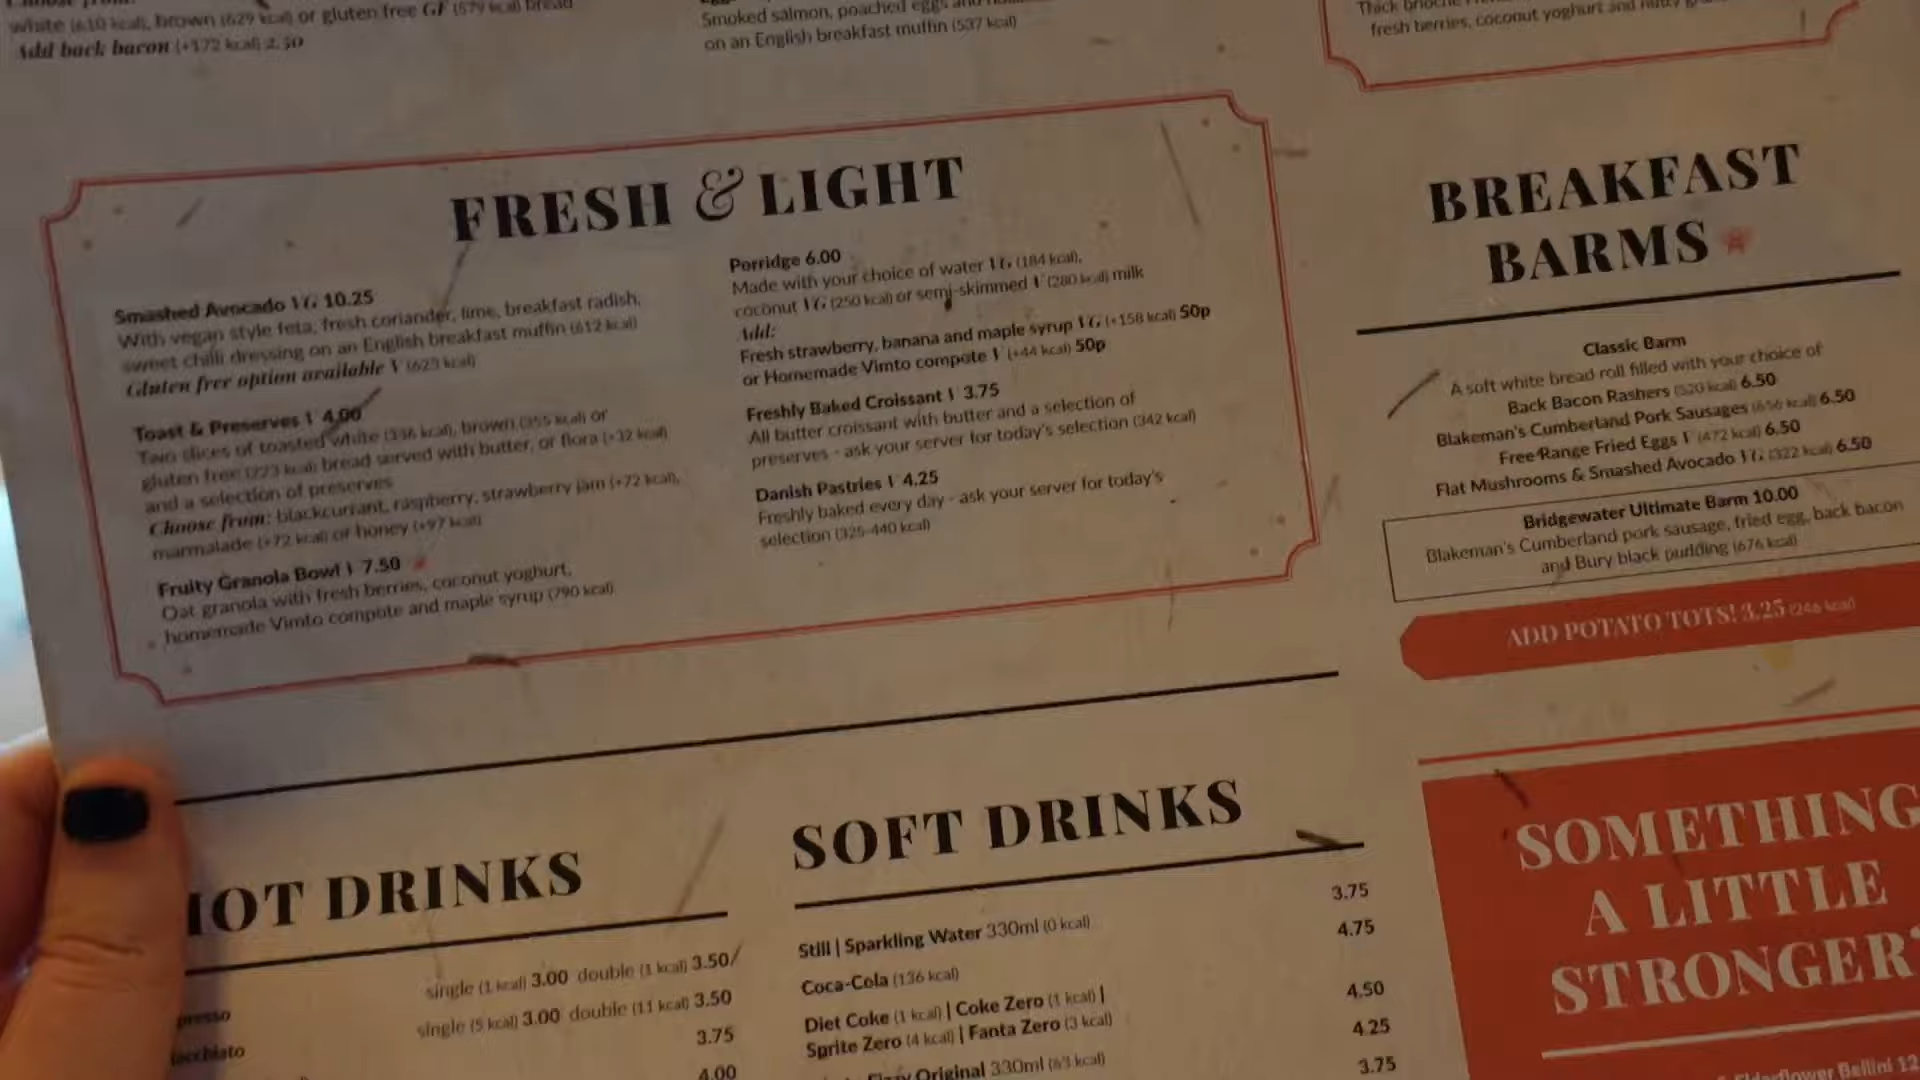 white (610 kcal), brown (629 kcal) or gluten free GF (579 kcal) bread
Add back bacon (+172 kcal) 2.50
Smoked salmon, poached eggs and
on an English breakfast muffin (537 kcal)
Thick brioche
fresh berries, coconut yoghurt and nutty
FRESH & LIGHT
Smashed Avocado VG 10.25
With vegan style feta, fresh coriander, lime, breakfast radish,
sweet chilli dressing on an English breakfast muffin (612 kcal)
Gluten free option available V (623 kcal)
Toast & Preserves V 4.00
Two slices of toasted white (336 kcal), brown (355 kcal) or
gluten free (223 kcal) bread served with butter, or flora (+32 kcal)
and a selection of preserves
Choose from: blackcurrant, raspberry, strawberry jam (+72 kcal),
marmalade (+72 kcal) or honey (+97 kcal)
Fruity Granola Bowl V 7.50
Oat granola with fresh berries, coconut yoghurt,
homemade Vimto compote and maple syrup (790 kcal)
Porridge 6.00
Made with your choice of water VG (184 kcal),
coconut VG (250 kcal) or semi-skimmed V (280 kcal) milk
Add:
Fresh strawberry, banana and maple syrup VG (+158 kcal) 50p
or Homemade Vimto compote V (+44 kcal) 50p
Freshly Baked Croissant V 3.75
All butter croissant with butter and a selection of
preserves - ask your server for today's selection (342 kcal)
Danish Pastries V 4.25
Freshly baked every day - ask your server for today's
selection (325-440 kcal)
BREAKFAST
BARMS
Classic Barm
A soft white bread roll filled with your choice of
Back Bacon Rashers (520 kcal) 6.50
Blakeman's Cumberland Pork Sausages (656 kcal) 6.50
Free Range Fried Eggs V (472 kcal) 6.50
Flat Mushrooms & Smashed Avocado VG (322 kcal) 6.50
Bridgewater Ultimate Barm 10.00
Blakeman's Cumberland pork sausage, fried egg, back bacon
and Bury black pudding (676 kcal)
ADD POTATO TOTS! 3.25 (246 kcal)
HOT DRINKS
presso single (1 kcal) 3.00 double (1 kcal) 3.50
acchiato single (5 kcal) 3.00 double (11 kcal) 3.50
3.75
4.00
SOFT DRINKS
Still | Sparkling Water 330ml (0 kcal) 3.75
Coca-Cola (136 kcal) 4.75
Diet Coke (1 kcal) | Coke Zero (1 kcal) |
Sprite Zero (4 kcal) | Fanta Zero (3 kcal) 4.50
Original 330ml (63 kcal) 4.25
3.75
SOMETHING
A LITTLE
STRONGER
Elderflower Bellini 12